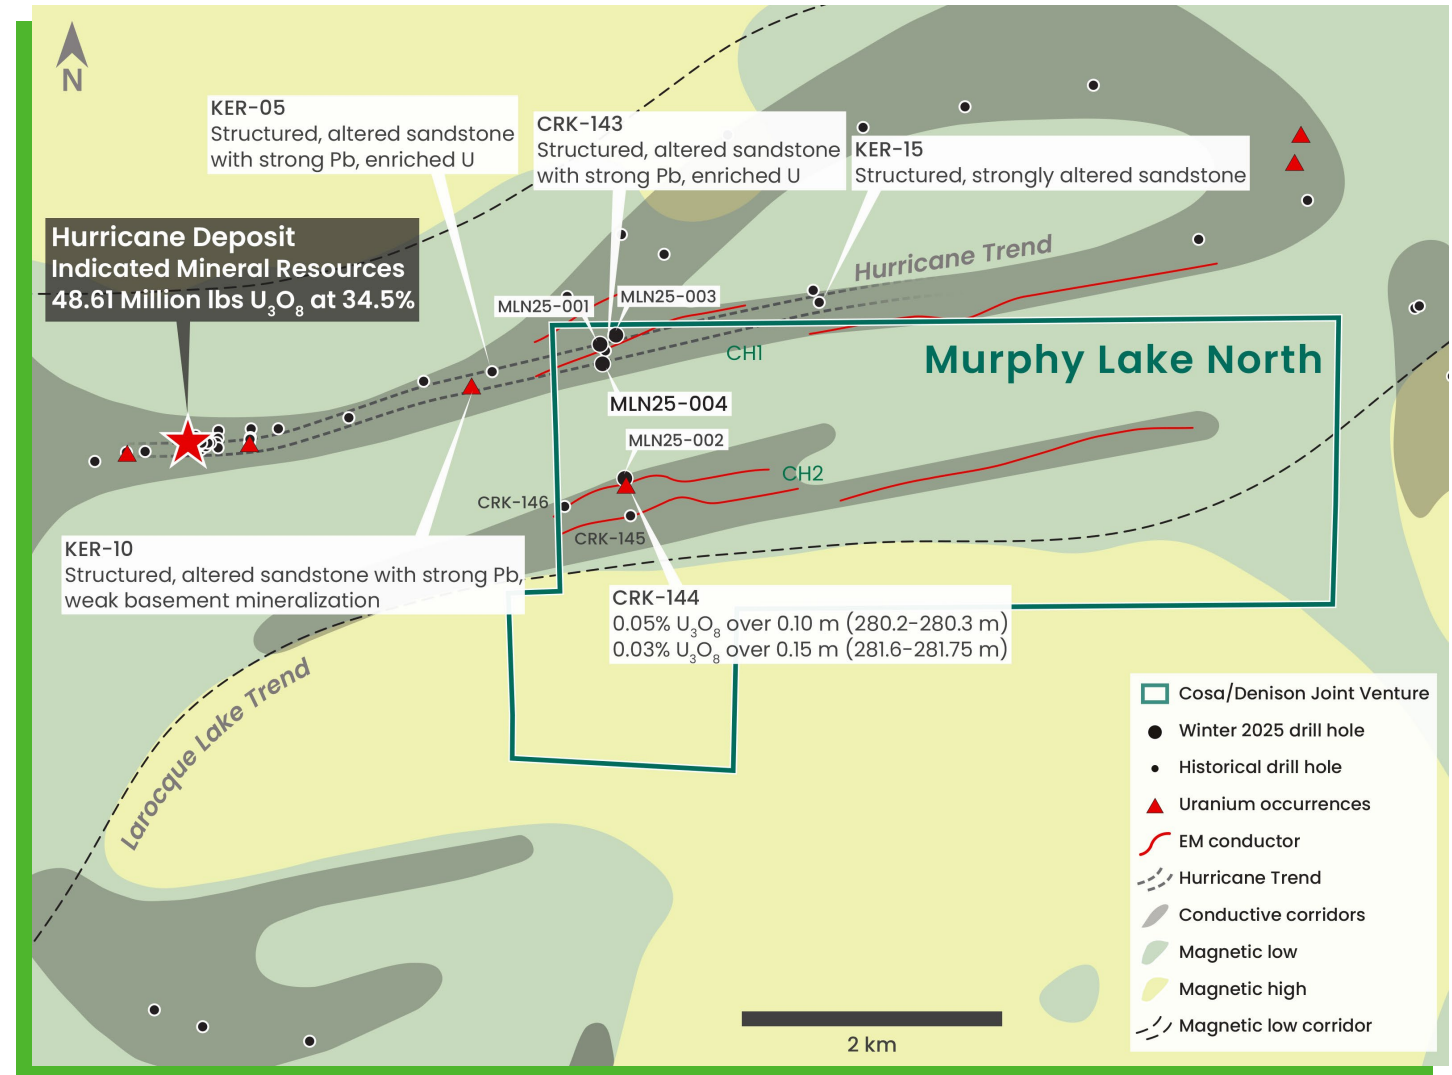 N
KER-05
Structured, altered sandstone
with strong Pb, enriched U
CRK-143
Structured, altered sandstone
with strong Pb, enriched U
KER-15
Structured, strongly altered sandstone
Hurricane Deposit
Indicated Mineral Resources
48.61 Million lbs U₃O₈ at 34.5%
Hurricane Trend
MLN25-001
MLN25-003
CH1
Murphy Lake North
MLN25-004
MLN25-002
CH2
CRK-146
CRK-145
KER-10
Structured, altered sandstone with strong Pb,
weak basement mineralization
CRK-144
0.05% U₃O₈ over 0.10 m (280.2-280.3 m)
0.03% U₃O₈ over 0.15 m (281.6-281.75 m)
Larocque Lake Trend
Cosa/Denison Joint Venture
Winter 2025 drill hole
Historical drill hole
Uranium occurrences
EM conductor
Hurricane Trend
Conductive corridors
Magnetic low
Magnetic high
Magnetic low corridor
2 km